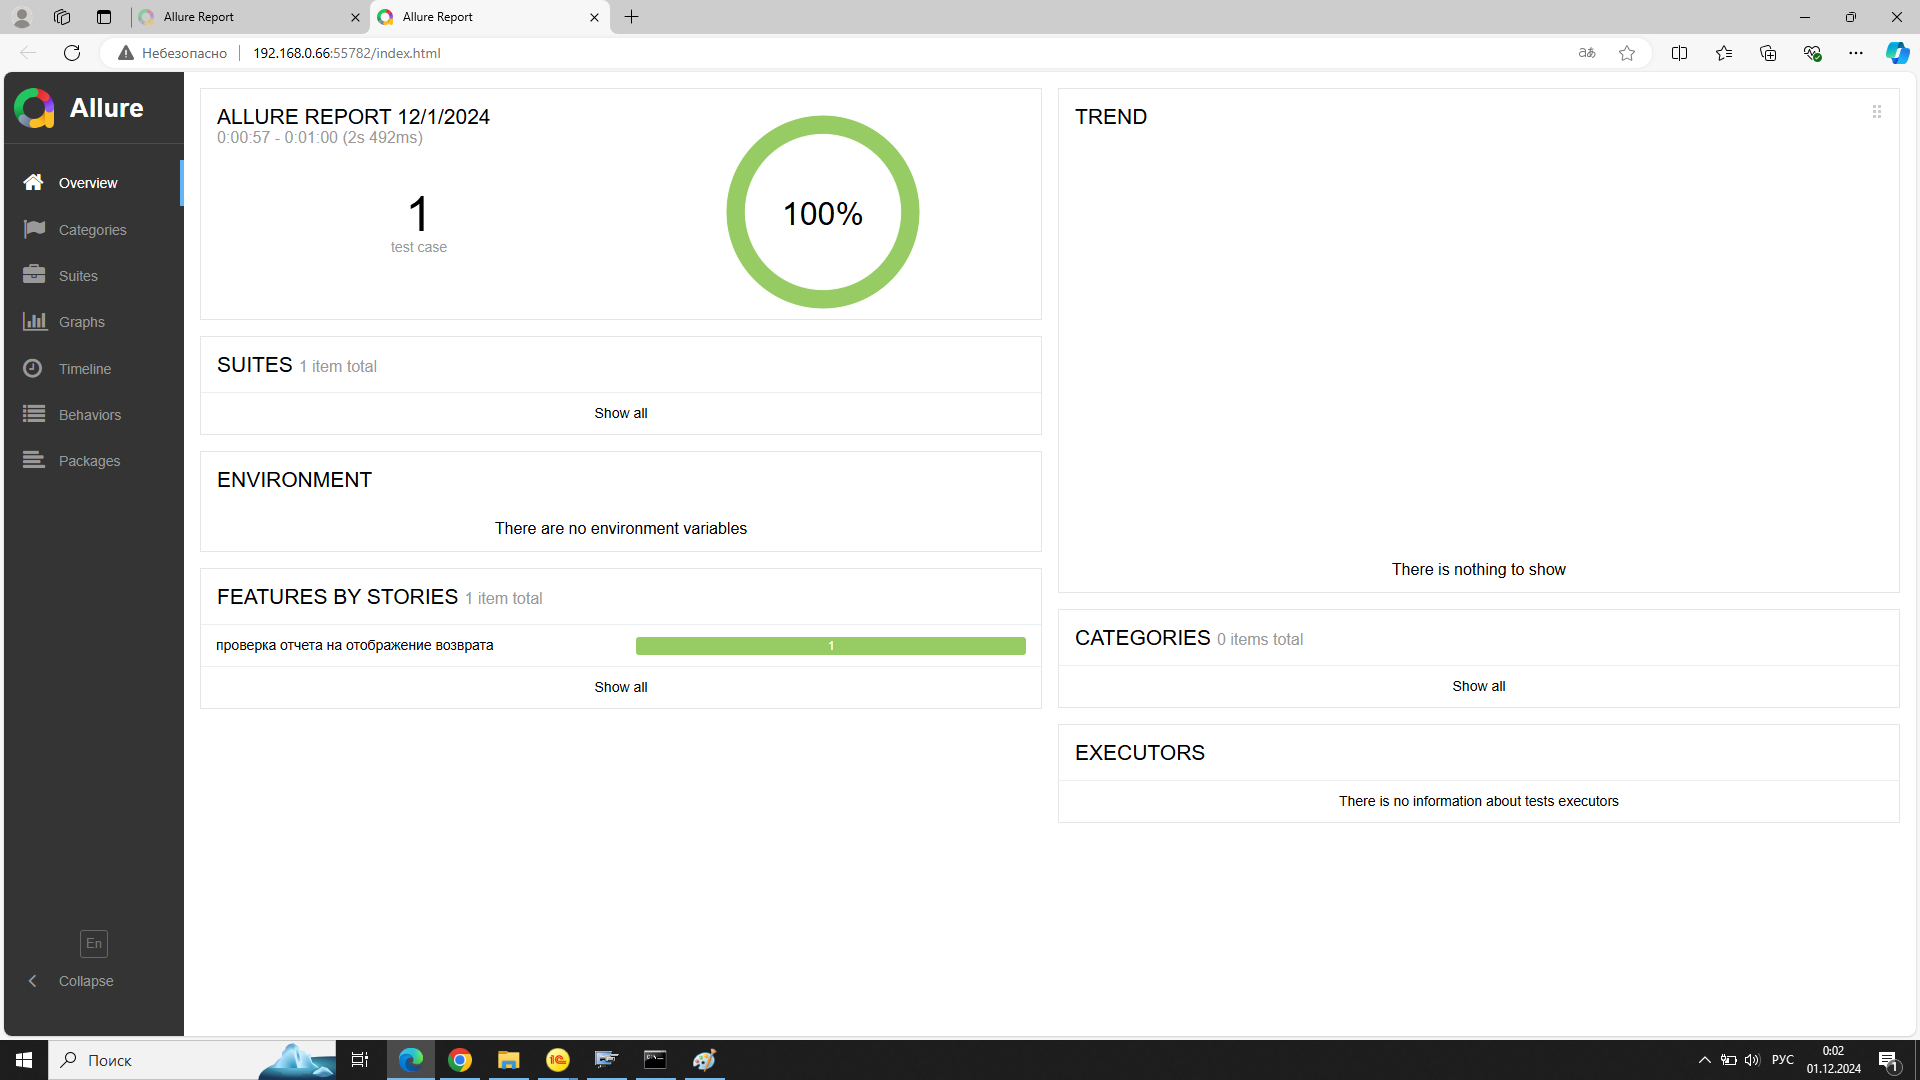 Allure Report
Allure Report
Небезопасно
192.168.0.66:55782/index.html
Allure
Overview
Categories
Suites
Graphs
Timeline
Behaviors
Packages
En
Collapse
ALLURE REPORT 12/1/2024
0:00:57 - 0:01:00 (2s 492ms)
1
test case
100%
SUITES 1 item total
Show all
ENVIRONMENT
There are no environment variables
FEATURES BY STORIES 1 item total
проверка отчета на отображение возврата
1
Show all
TREND
There is nothing to show
CATEGORIES 0 items total
Show all
EXECUTORS
There is no information about tests executors
Поиск
РУС
0:02
01.12.2024
1